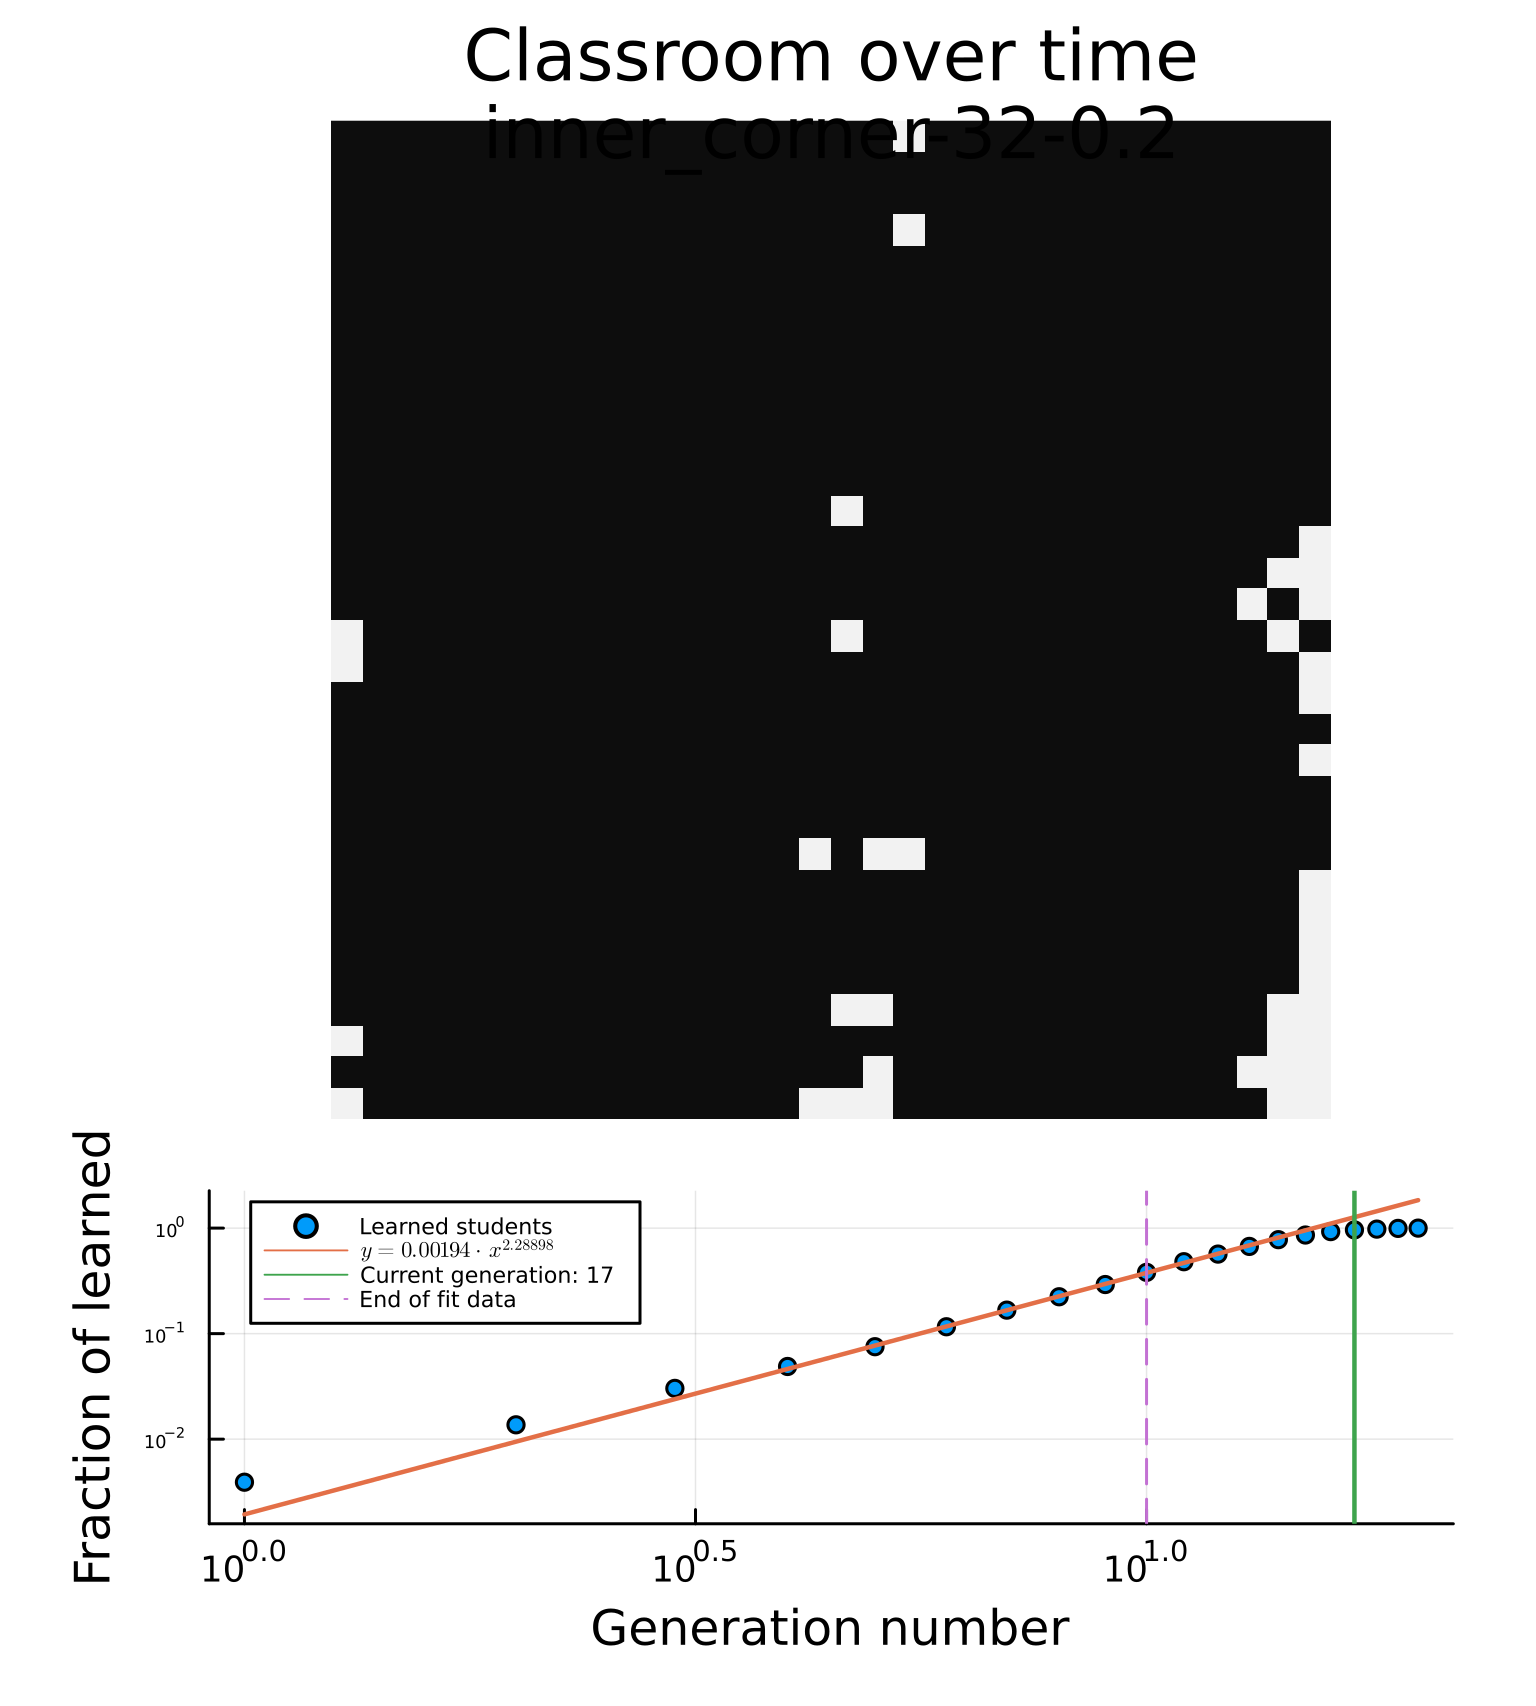 Classroom over time
inner_corner-32-0.2
Fraction of learned
10⁰
10⁻¹
10⁻²
Learned students
y = 0.00194 · x^2.28898
Current generation: 17
End of fit data
10^0.0
10^0.5
10^1.0
Generation number